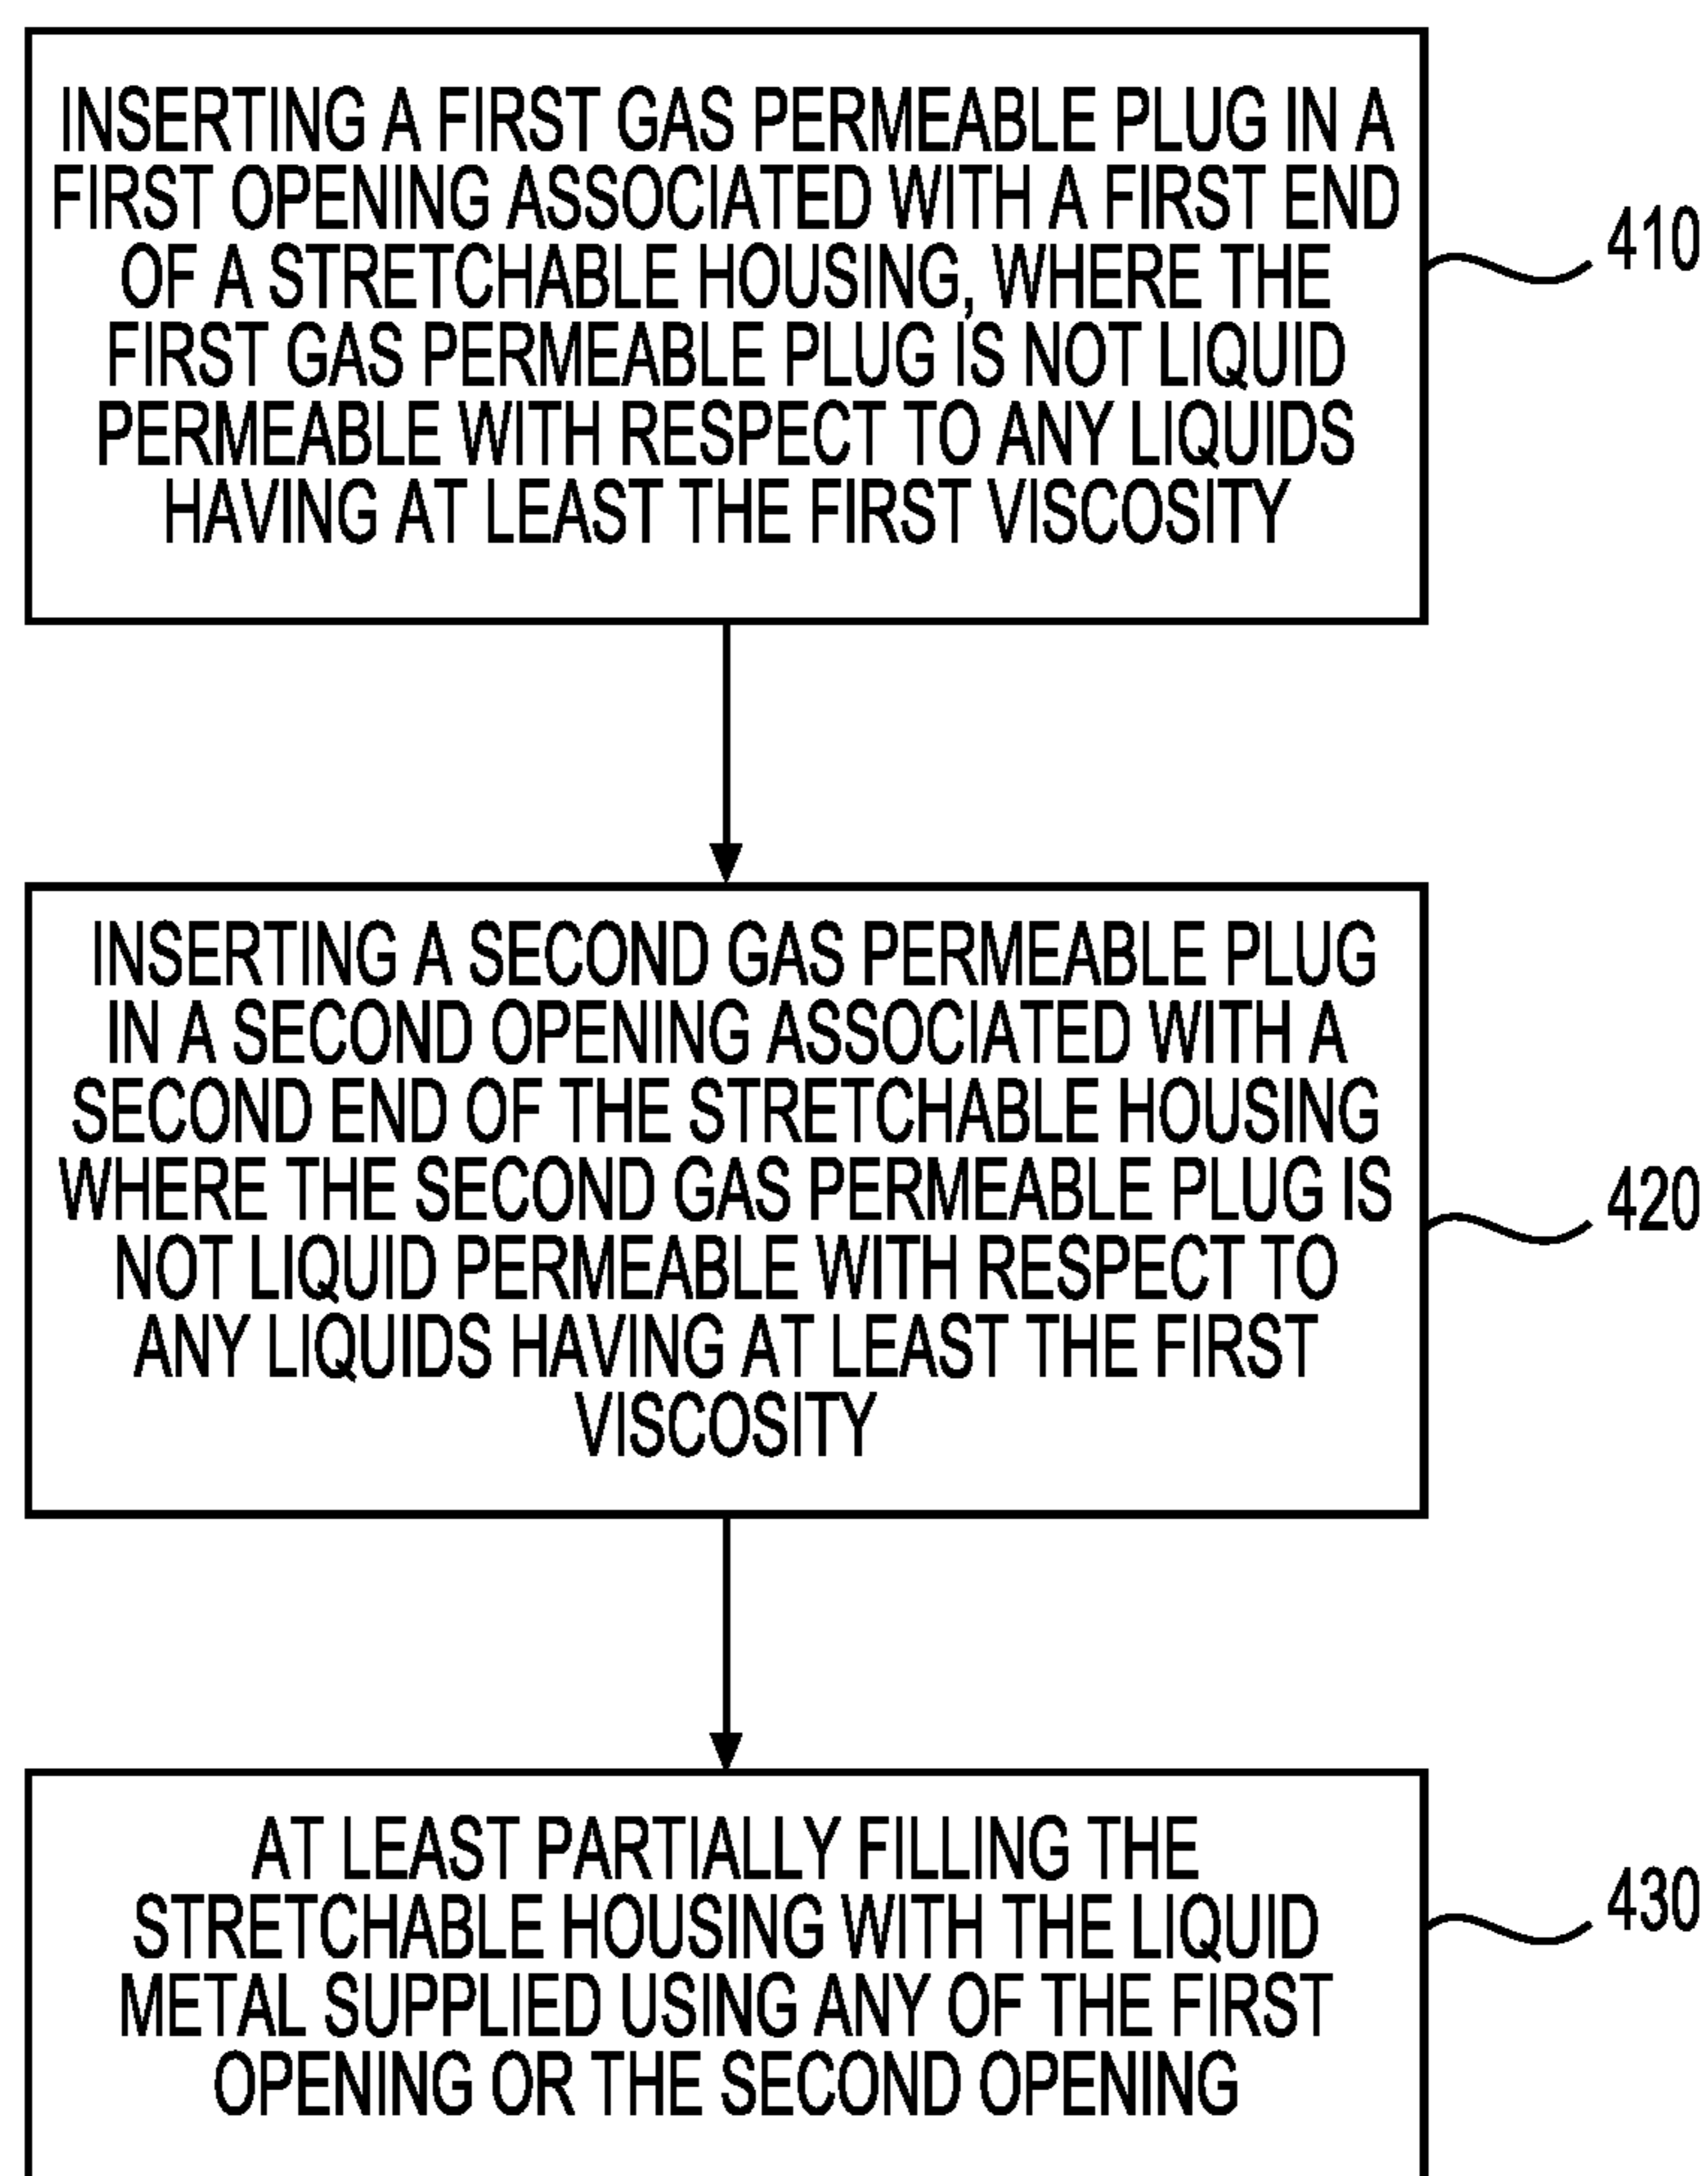 INSERTING A FIRST GAS PERMEABLE PLUG IN A
FIRST OPENING ASSOCIATED WITH A FIRST END
OF A STRETCHABLE HOUSING, WHERE THE
FIRST GAS PERMEABLE PLUG IS NOT LIQUID
PERMEABLE WITH RESPECT TO ANY LIQUIDS
HAVING AT LEAST THE FIRST VISCOSITY
410
INSERTING A SECOND GAS PERMEABLE PLUG
IN A SECOND OPENING ASSOCIATED WITH A
SECOND END OF THE STRETCHABLE HOUSING
WHERE THE SECOND GAS PERMEABLE PLUG IS
NOT LIQUID PERMEABLE WITH RESPECT TO
ANY LIQUIDS HAVING AT LEAST THE FIRST
VISCOSITY
420
AT LEAST PARTIALLY FILLING THE
STRETCHABLE HOUSING WITH THE LIQUID
METAL SUPPLIED USING ANY OF THE FIRST
OPENING OR THE SECOND OPENING
430